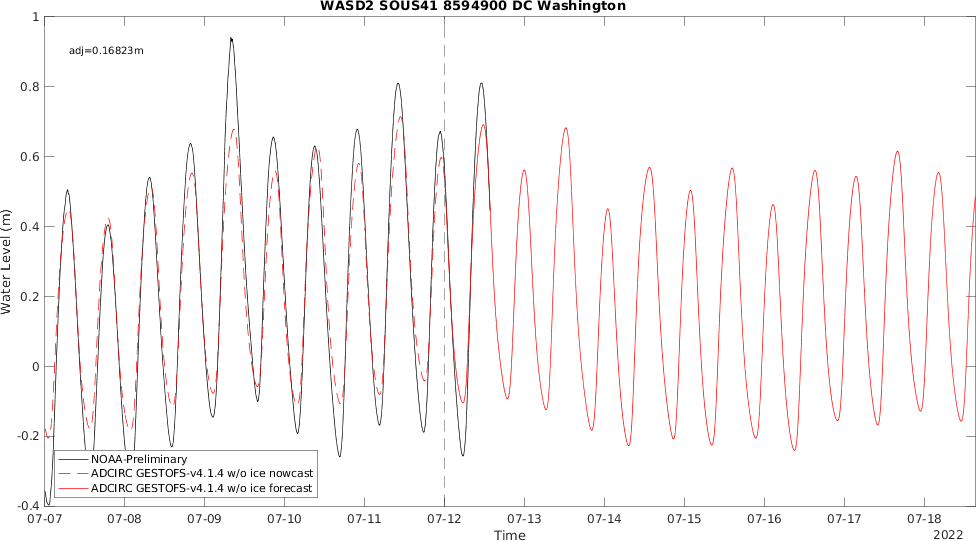 WASD2 SOUS41 8594900 DC Washington
1
adj=0.16823m
0.8
0.6
0.4
0.2
0
-0.2
-0.4
Water Level (m)
NOAA-Preliminary
ADCIRC GESTOFS-v4.1.4 w/o ice nowcast
ADCIRC GESTOFS-v4.1.4 w/o ice forecast
07-07 07-08 07-09 07-10 07-11 07-12 07-13 07-14 07-15 07-16 07-17 07-18
Time
2022